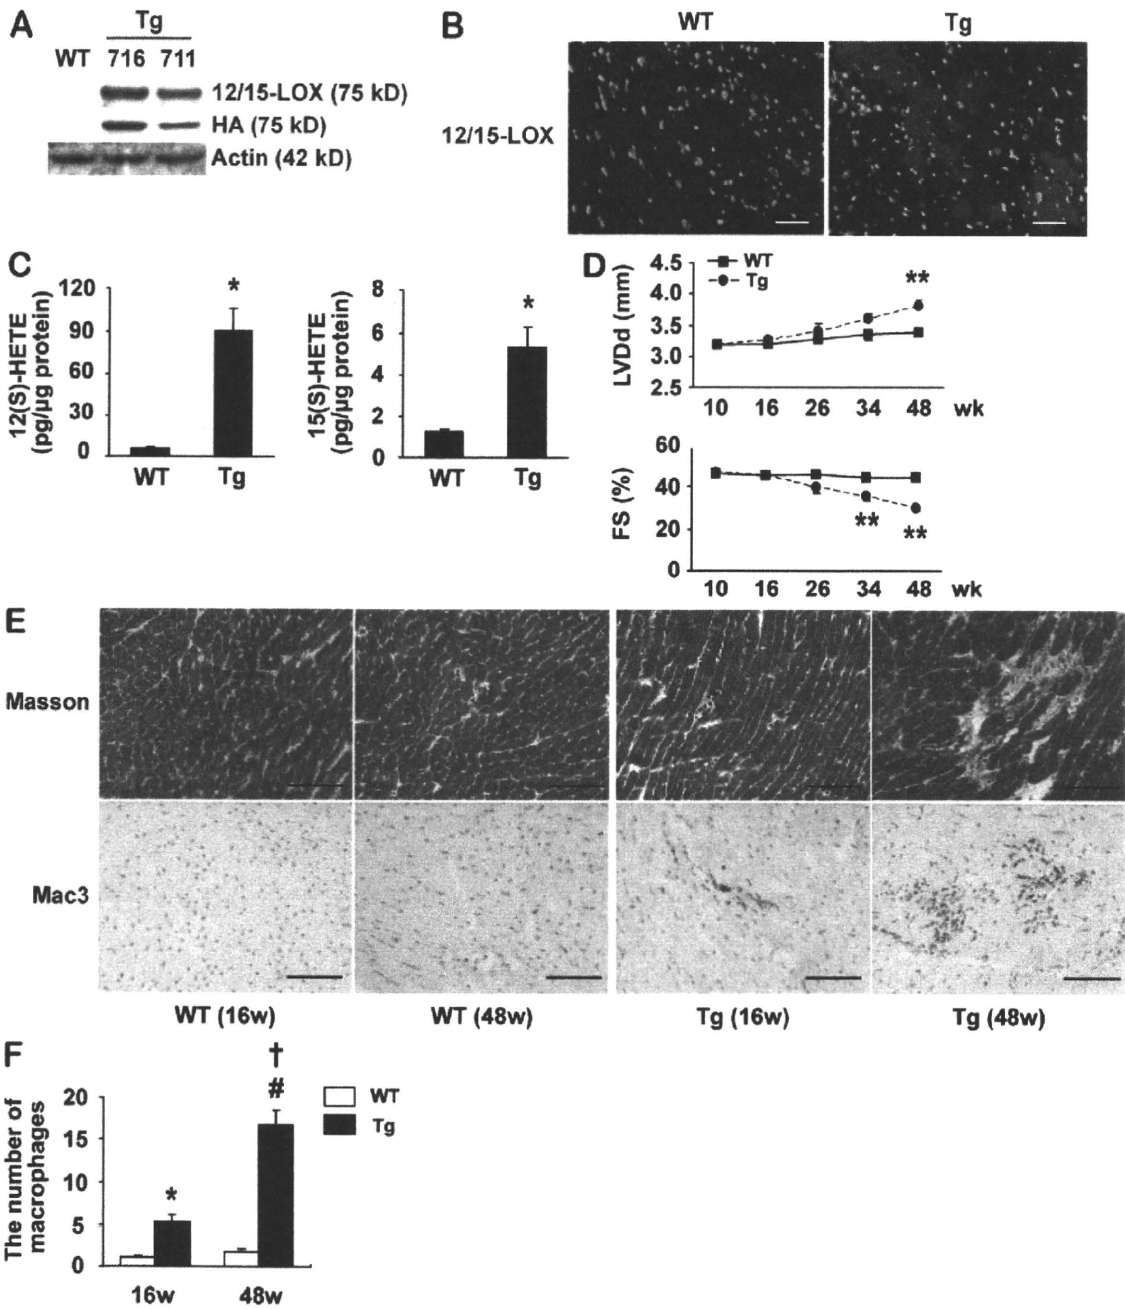 A
Tg
WT 716 711
12/15-LOX (75 kD)
HA (75 kD)
Actin (42 kD)
B
WT Tg
12/15-LOX
C
12(S)-HETE
(pg/µg protein)
120
90
60
30
0
*
WT Tg
15(S)-HETE
(pg/µg protein)
8
6
4
2
0
*
WT Tg
D
LVDd (mm)
4.5
4.0
3.5
3.0
2.5
WT
Tg
**
10 16 26 34 48 wk
FS (%)
60
40
20
0
**
**
10 16 26 34 48 wk
E
Masson
Mac3
WT (16w) WT (48w) Tg (16w) Tg (48w)
F
The number of
macrophages
20
15
10
5
0
*
†
#
WT
Tg
16w 48w